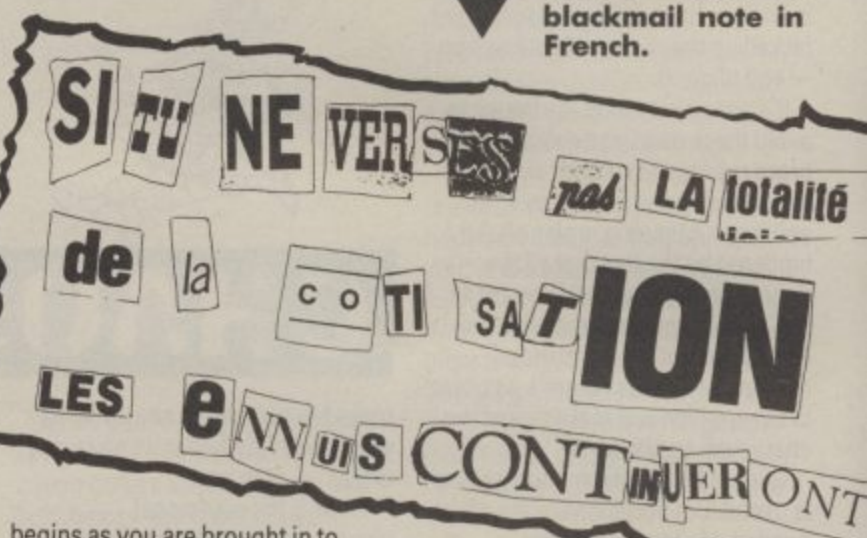 blackmail note in
French.
SI TU NE VERSES pas LA totalité
de la COTISATION
LES eNNUIS CONTINUERONT
begins as you are brought in to